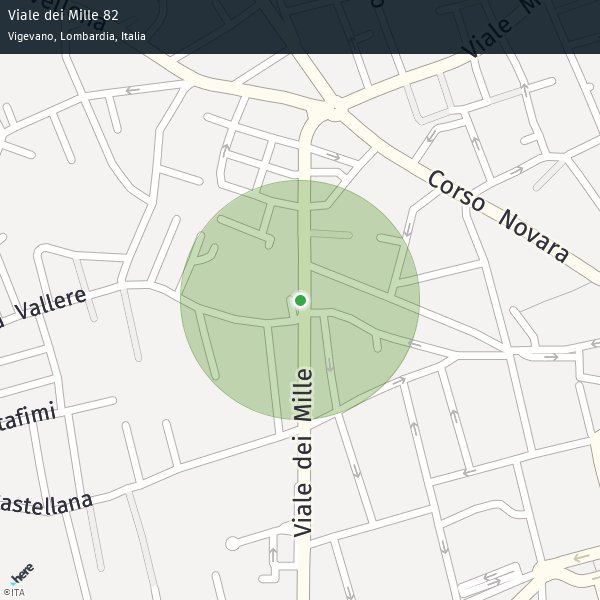 Viale dei Mille 82
Vigevano, Lombardia, Italia
Viale
Corso Novara
Vallere
Viale dei Mille
tafimi
astellana
here
©ITA